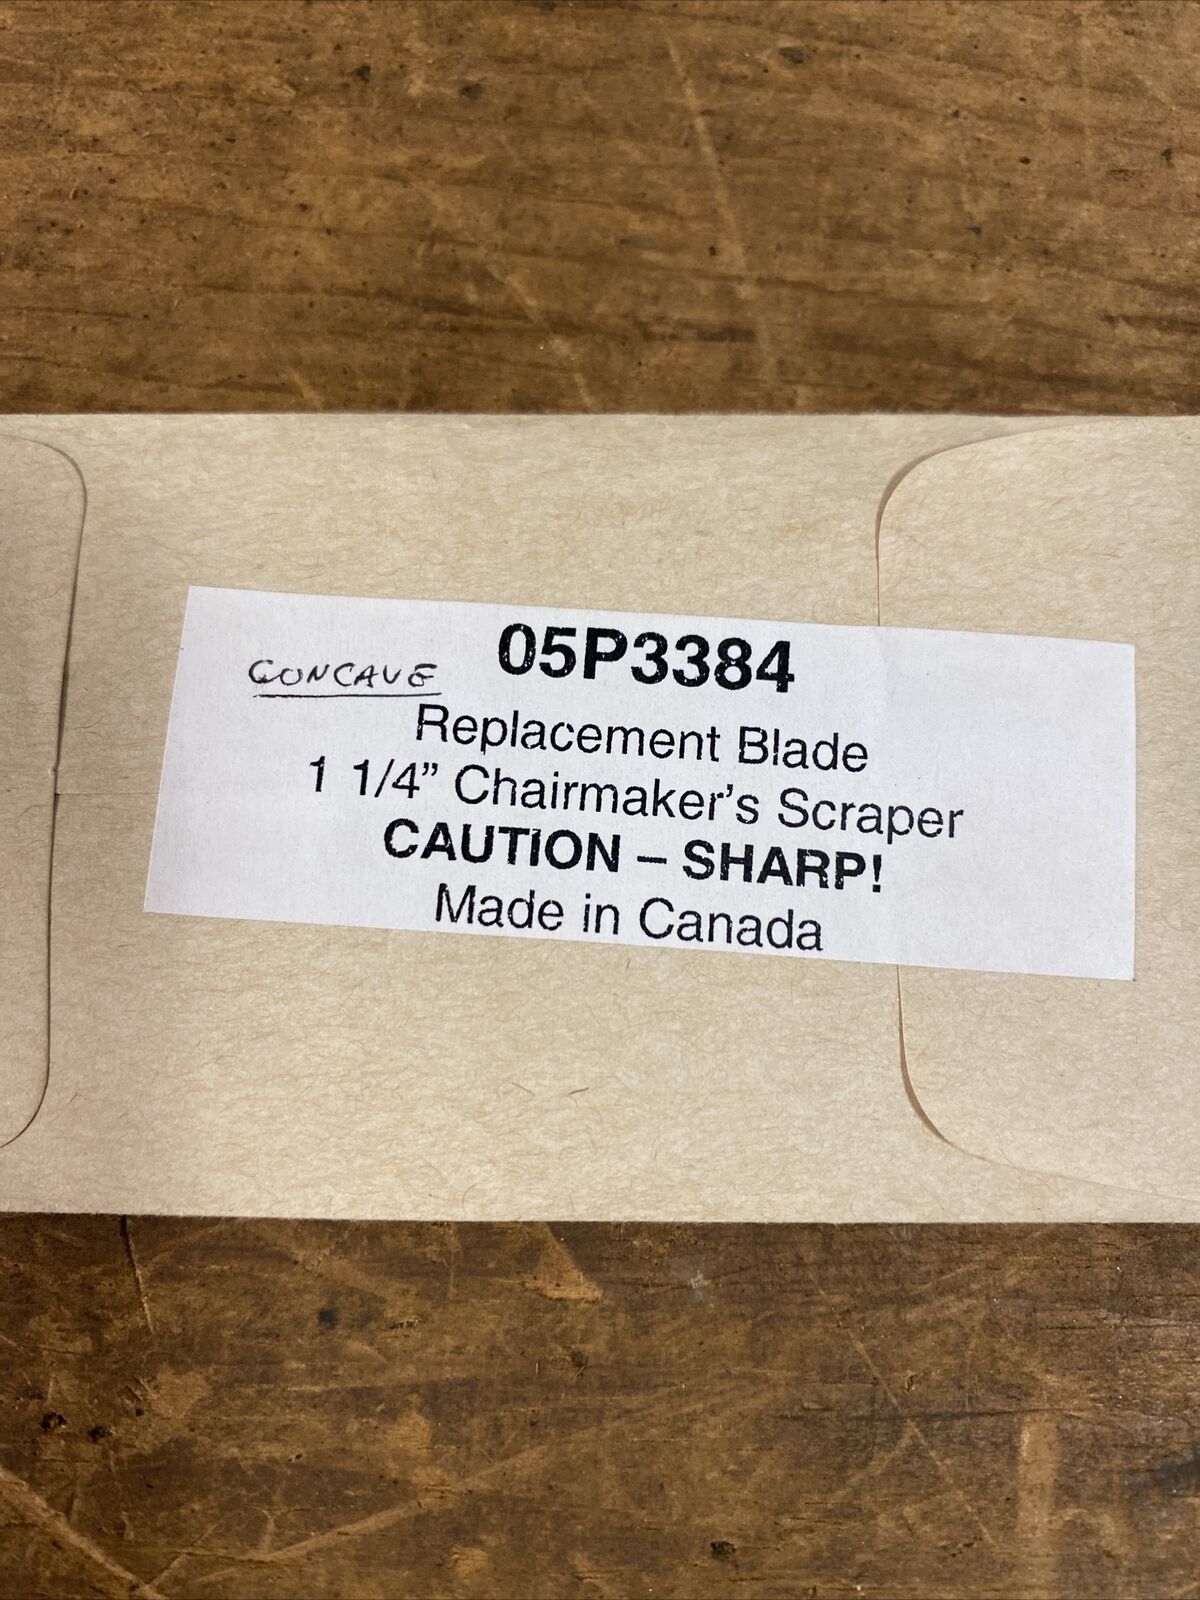 05P3384
CONCAVE
Replacement Blade
1 1/4” Chairmaker’s Scraper
CAUTION – SHARP!
Made in Canada